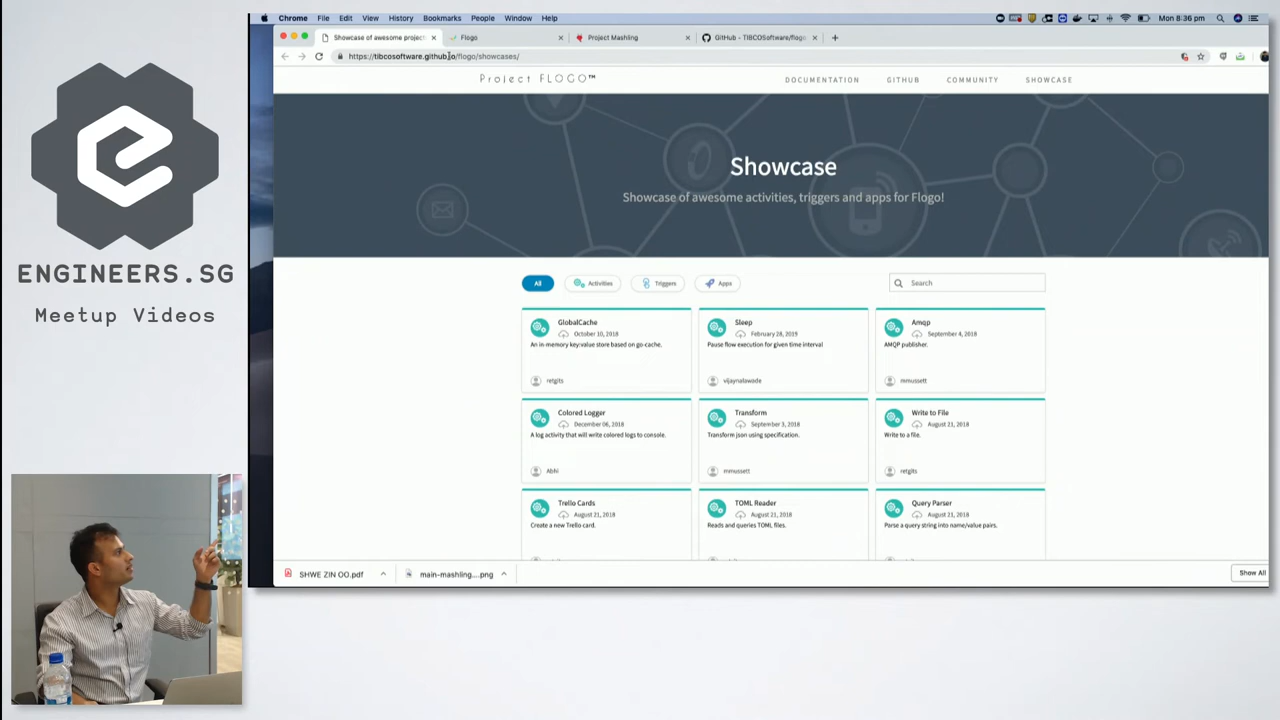 Chrome File Edit View History Bookmarks People Window Help
Mon 8:36 pm
Showcase of awesome project
Flogo
Project Mashling
GitHub - TIBCOSoftware/flogo
https://tibcosoftware.github.io/flogo/showcases/
Project FLOGO™
DOCUMENTATION GITHUB COMMUNITY SHOWCASE
Showcase
Showcase of awesome activities, triggers and apps for Flogo!
All Activities Triggers Apps
Search
GlobalCache
October 10, 2018
An in-memory key:value store based on go-cache.
retgits
Sleep
February 28, 2019
Pause flow execution for given time interval
vijaynalawade
Amqp
September 4, 2018
AMQP publisher.
mmussett
Colored Logger
December 06, 2018
A log activity that will write colored logs to console.
Abhi
Transform
September 3, 2018
Transform json using specification.
mmussett
Write to File
August 21, 2018
Write to a file.
retgits
Trello Cards
August 21, 2018
Create a new Trello card.
TOML Reader
August 21, 2018
Reads and queries TOML files.
Query Parser
August 21, 2018
Parse a query string into name/value pairs.
SHWE ZIN OO.pdf
main-mashling....png
Show All
ENGINEERS.SG
Meetup Videos